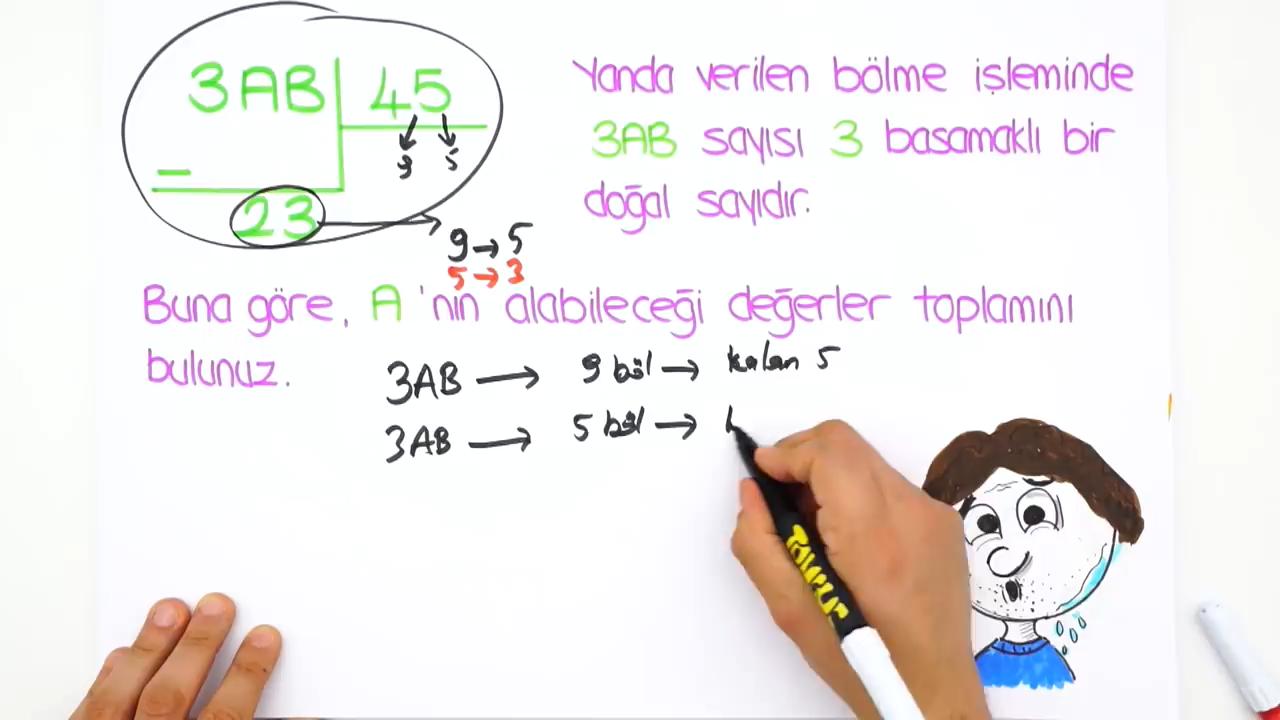 3AB 45
9 5
−
23
9 → 5
5 → 3
Yanda verilen bölme işleminde
3AB sayısı 3 basamaklı bir
doğal sayıdır.
Buna göre, A 'nın alabileceği değerler toplamını
bulunuz.
3AB → 9 böl → kalan 5
3AB → 5 böl →